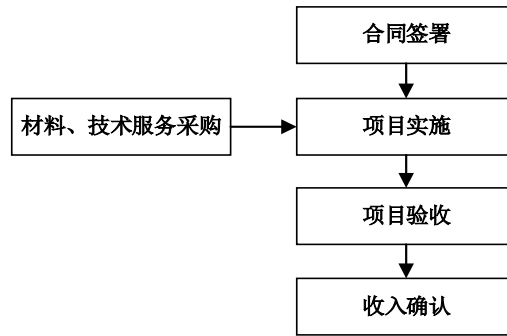 合同签署
材料、技术服务采购
项目实施
项目验收
收入确认